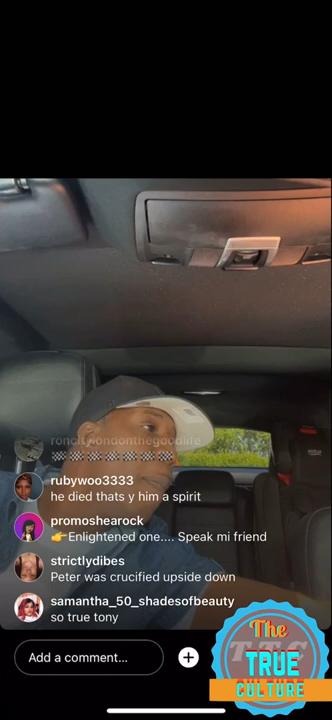 roncitylondonthegoodlife
rubywoo3333
he died thats y him a spirit
promoshearock
👉Enlightened one.... Speak mi friend
strictlydibes
Peter was crucified upside down
samantha_50_shadesofbeauty
so true tony
Add a comment...
The
TRUE
CULTURE